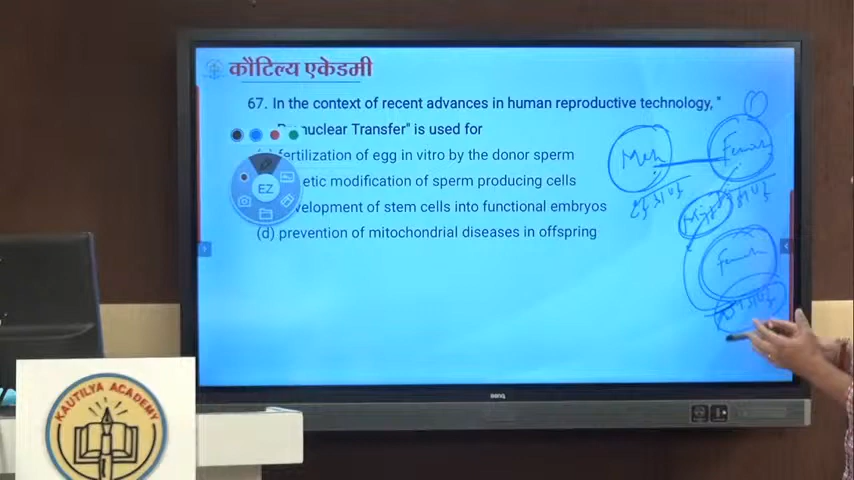 कौटिल्य एकेडमी
67. In the context of recent advances in human reproductive technology, "
nuclear Transfer" is used for
fertilization of egg in vitro by the donor sperm
etic modification of sperm producing cells
velopment of stem cells into functional embryos
(d) prevention of mitochondrial diseases in offspring
EZ
Female
Female
BenQ
KAUTILYA ACADEMY